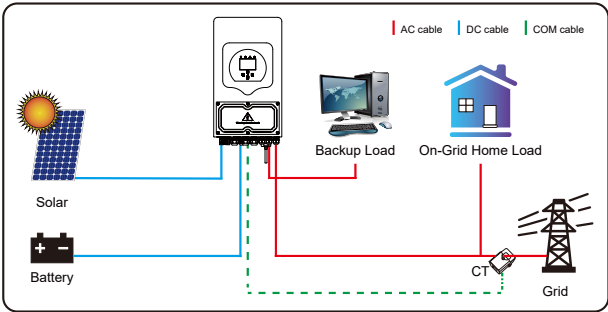 AC cable
DC cable
COM cable
Backup Load
On-Grid Home Load
Solar
Battery
CT
Grid